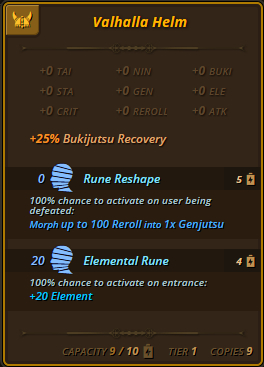 Valhalla Helm
+0 TAI +0 NIN +0 BUKI
+0 STA +0 GEN +0 ELE
+0 CRIT +0 REROLL +0 ATK
+25% Bukijutsu Recovery
0 Rune Reshape 5
100% chance to activate on user being
defeated:
Morph up to 100 Reroll into 1x Genjutsu
20 Elemental Rune 4
100% chance to activate on entrance:
+20 Element
CAPACITY 9 / 10 TIER 1 COPIES 9